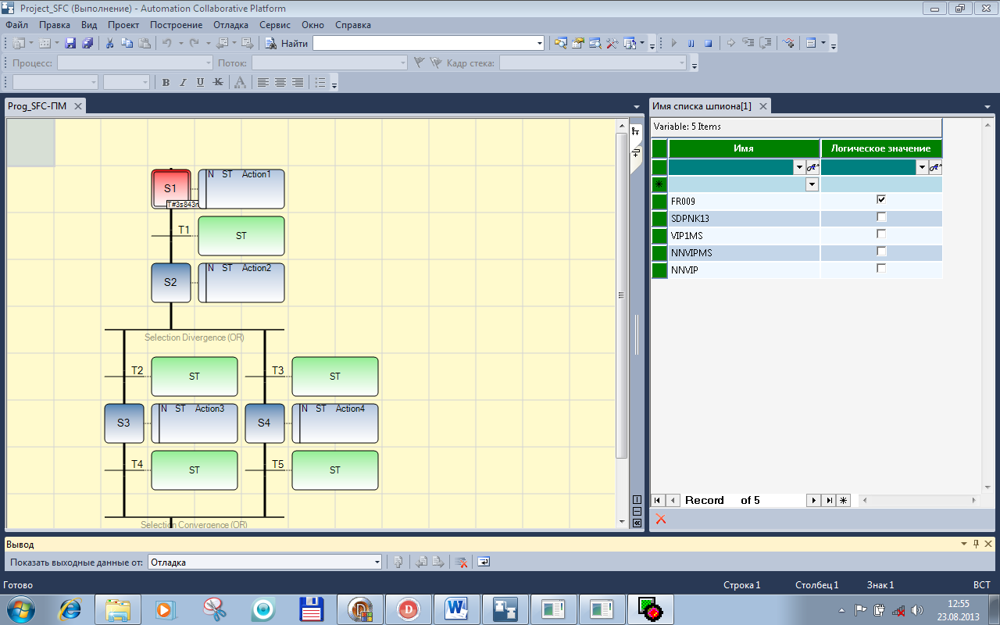 Project_SFC (Выполнение) - Automation Collaborative Platform
Файл Правка Вид Проект Построение Отладка Сервис Окно Справка
Найти
Процесс: Поток: Кадр стека:
B I U K A
Prog_SFC-ПМ
Имя списка шпиона[1]
Variable: 5 Items
Имя Логическое значение
FR009
SDPNK13
VIP1MS
NNVIPMS
NNVIP
Record of 5
S1 N ST Action1
T#3s843m
T1 ST
S2 N ST Action2
Selection Divergence (OR)
T2 ST T3 ST
S3 N ST Action3 S4 N ST Action4
T4 ST T5 ST
Selection Convergence (OR)
Вывод
Показать выходные данные от: Отладка
Готово Строка 1 Столбец 1 Знак 1 ВСТ
12:55
23.08.2013